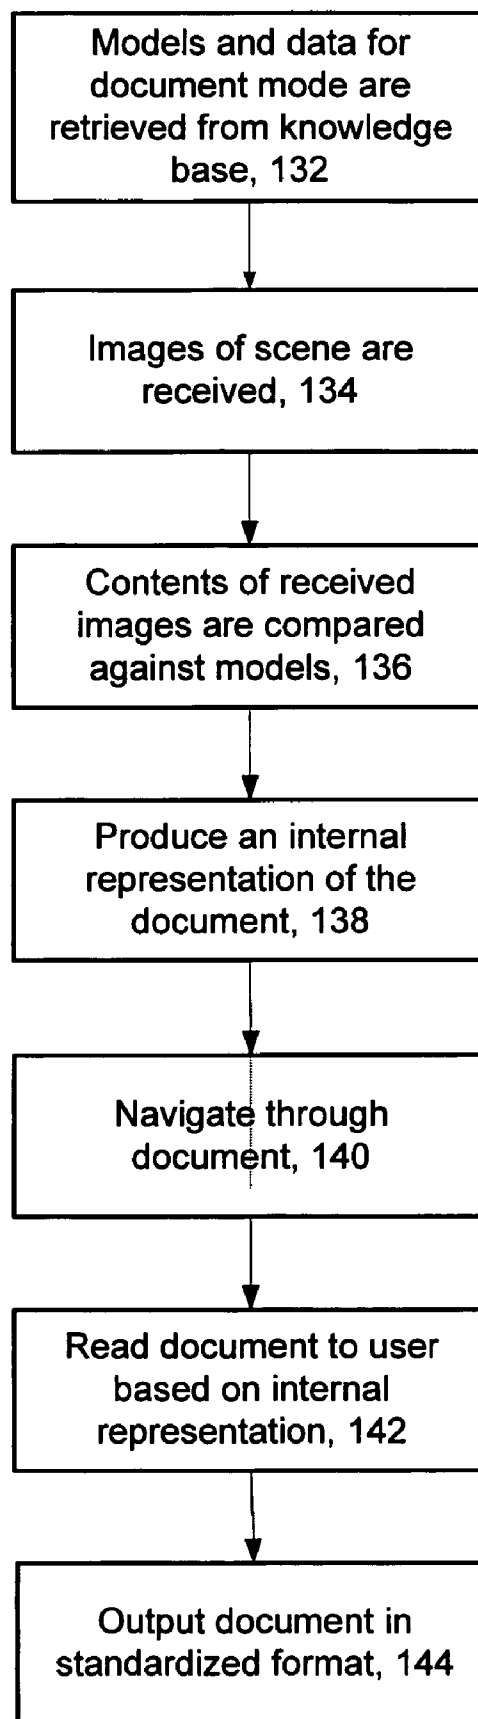 Models and data for
document mode are
retrieved from knowledge
base, 132
Images of scene are
received, 134
Contents of received
images are compared
against models, 136
Produce an internal
representation of the
document, 138
Navigate through
document, 140
Read document to user
based on internal
representation, 142
Output document in
standardized format, 144